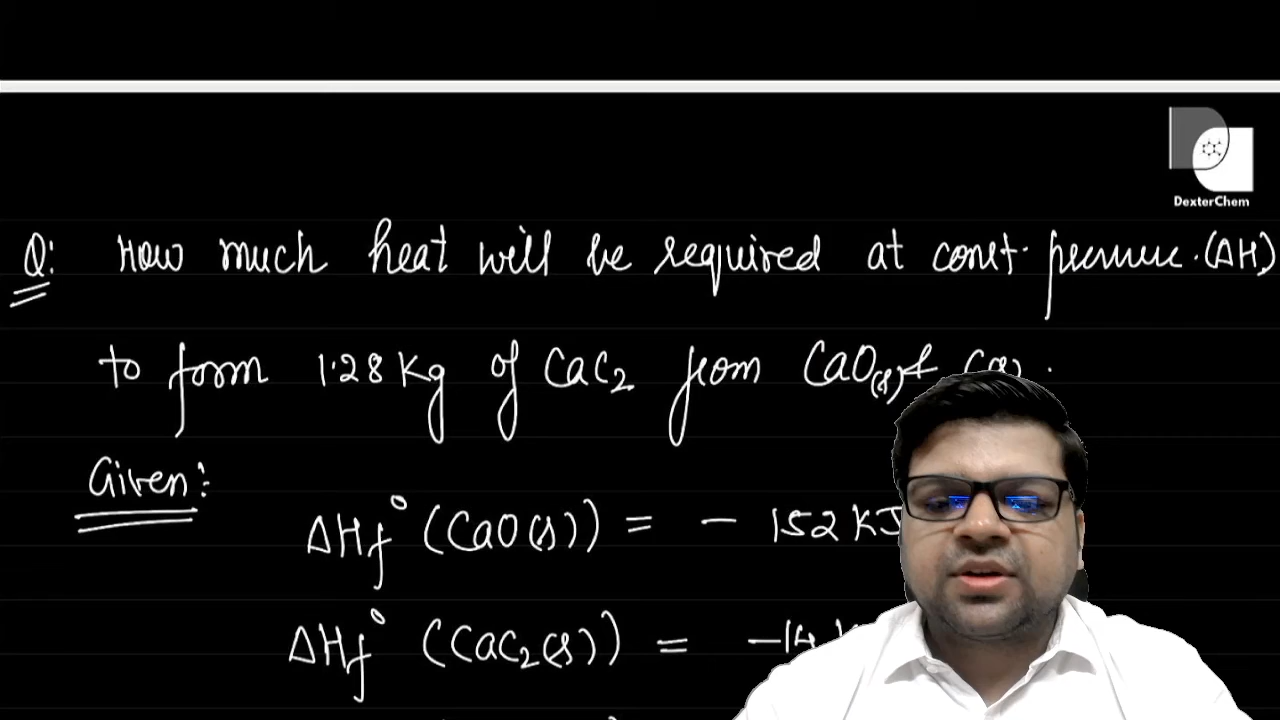 DexterChem
Q: How much heat will be required at const. pressure. (ΔH)
to form 1.28 Kg of CaC₂ from CaO(s) &
Given:
ΔHf° (CaO(s)) = - 152 KJ
ΔHf° (CaC₂(s)) = -14